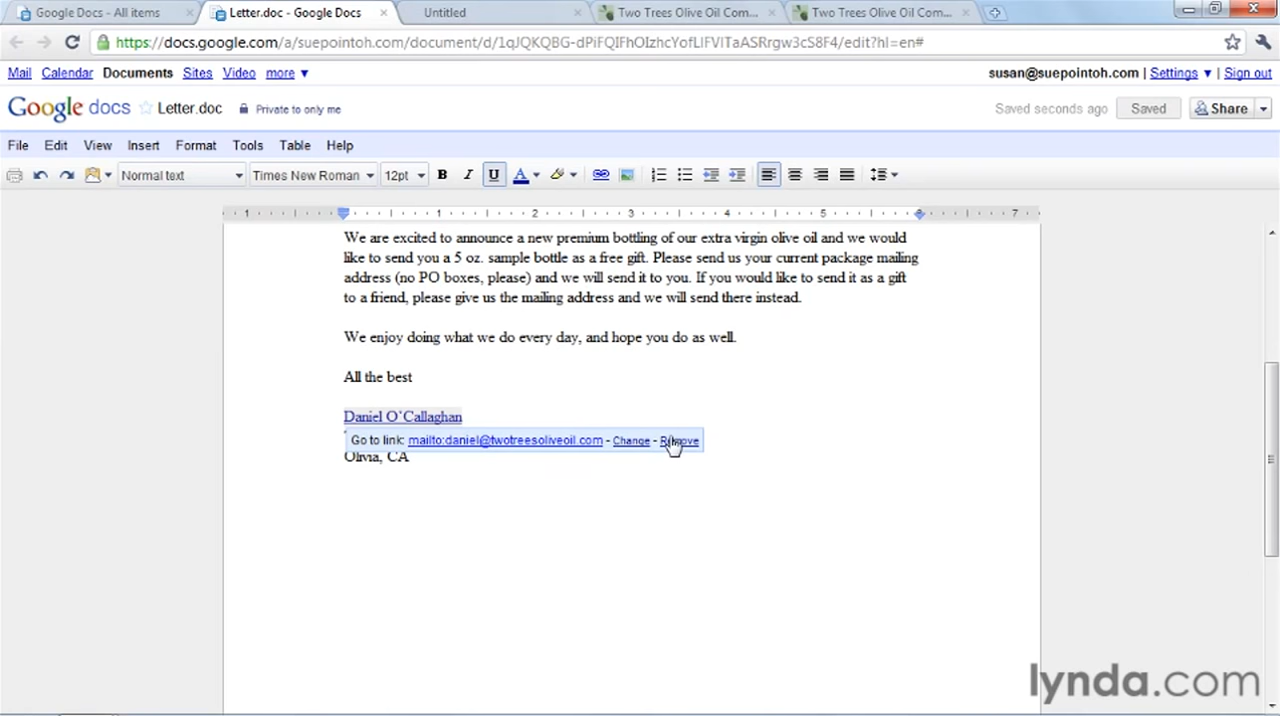 Google Docs - All items
Letter.doc - Google Docs
Untitled
Two Trees Olive Oil Com...
Two Trees Olive Oil Com...
https://docs.google.com/a/suepointoh.com/document/d/1qJQKQBG-dPiFQIFhOIzhcYofLlFVITaASRrgw3cS8F4/edit?hl=en#
Mail Calendar Documents Sites Video more ▼
susan@suepointoh.com | Settings ▼ | Sign out
Google docs Letter.doc Private to only me
Saved seconds ago Saved Share
File Edit View Insert Format Tools Table Help
Normal text Times New Roman 12pt B I U A
1 1 2 3 4 5 6 7
We are excited to announce a new premium bottling of our extra virgin olive oil and we would
like to send you a 5 oz. sample bottle as a free gift. Please send us your current package mailing
address (no PO boxes, please) and we will send it to you. If you would like to send it as a gift
to a friend, please give us the mailing address and we will send there instead.
We enjoy doing what we do every day, and hope you do as well.
All the best
Daniel O'Callaghan
Go to link: mailto:daniel@twotreesoliveoil.com - Change - Remove
Olivia, CA
lynda.com